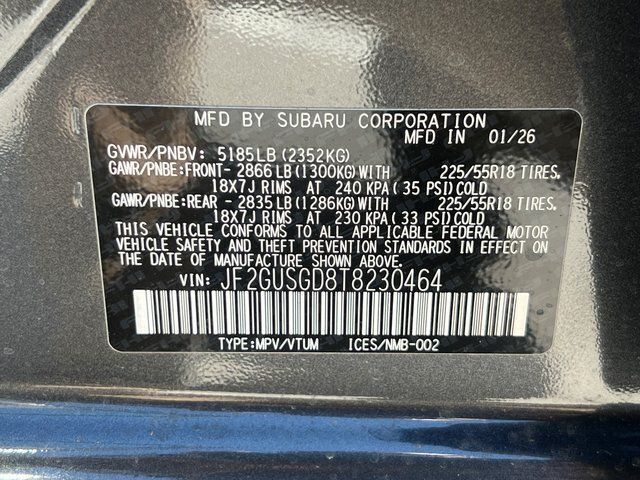 MFD BY SUBARU CORPORATION
MFD IN 01/26
GVWR/PNBV: 5185LB (2352KG)
GAWR/PNBE:FRONT- 2866 LB (1300KG) WITH 225/55R18 TIRES.
18X7J RIMS AT 240 KPA ( 35 PSI) COLD
GAWR/PNBE:REAR - 2835 LB (1286KG) WITH 225/55R18 TIRES.
18X7J RIMS AT 230 KPA ( 33 PSI) COLD
THIS VEHICLE CONFORMS TO ALL APPLICABLE FEDERAL MOTOR
VEHICLE SAFETY AND THEFT PREVENTION STANDARDS IN EFFECT ON
THE DATE OF MANUFACTURE SHOWN ABOVE.
VIN: JF2GUSGD8T8230464
TYPE:MPV/VTUM ICES/NMB-002